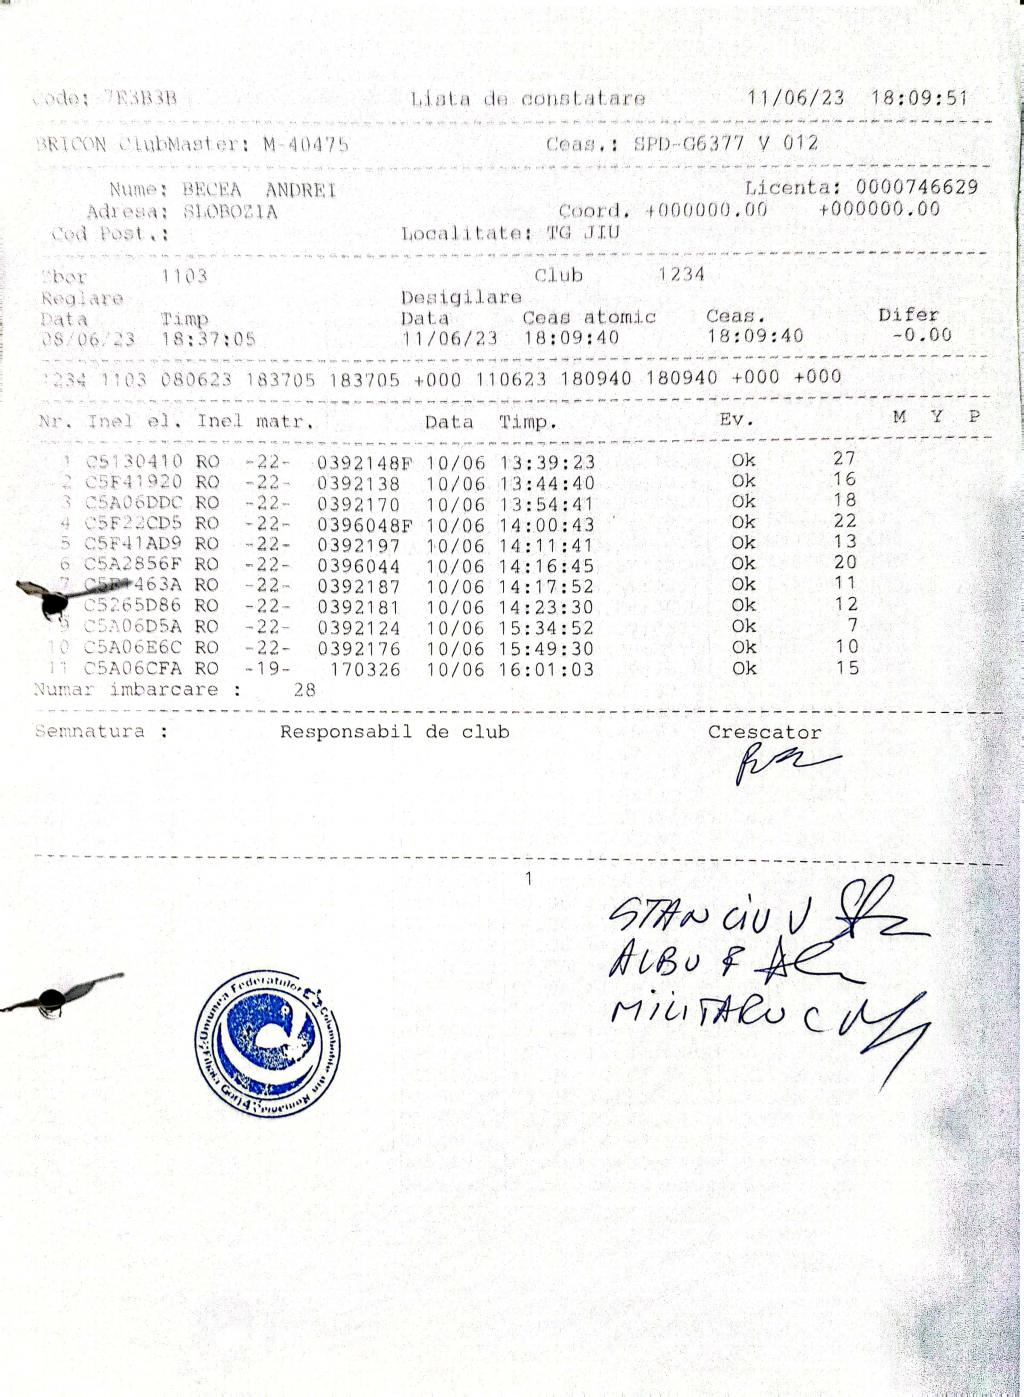 Code: 7E3B3B Lista de constatare 11/06/23 18:09:51
BRICON ClubMaster: M-40475 Ceas.: SPD-G6377 V 012
Nume: BECEA ANDREI Licenta: 0000746629
Adresa: SLOBOZIA Coord. +000000.00 +000000.00
Cod Post.: Localitate: TG JIU
Zbor 1103 Club 1234
Reglare Desigilare
Data Timp Data Ceas atomic Ceas. Difer
08/06/23 18:37:05 11/06/23 18:09:40 18:09:40 -0.00
1234 1103 080623 183705 183705 +000 110623 180940 180940 +000 +000
Nr. Inel el. Inel matr. Data Timp. Ev. M Y P
1 C5130410 RO -22- 0392148F 10/06 13:39:23 Ok 27
2 C5F41920 RO -22- 0392138 10/06 13:44:40 Ok 16
3 C5A06DDC RO -22- 0392170 10/06 13:54:41 Ok 18
4 C5F22CD5 RO -22- 0396048F 10/06 14:00:43 Ok 22
5 C5F41AD9 RO -22- 0392197 10/06 14:11:41 Ok 13
6 C5A2856F RO -22- 0396044 10/06 14:16:45 Ok 20
7 RO -22- 0392187 10/06 14:17:52 Ok 11
C5265D86 RO -22- 0392181 10/06 14:23:30 Ok 12
9 C5A06D5A RO -22- 0392124 10/06 15:34:52 Ok 7
10 C5A06E6C RO -22- 0392176 10/06 15:49:30 Ok 10
11 C5A06CFA RO -19- 170326 10/06 16:01:03 Ok 15
Numar imbarcare : 28
Semnatura : Responsabil de club Crescator
1
STANCIU V
ALBU F
MILITARU C
Uniunea Federatiilor Columbofile din Romania
Gorj